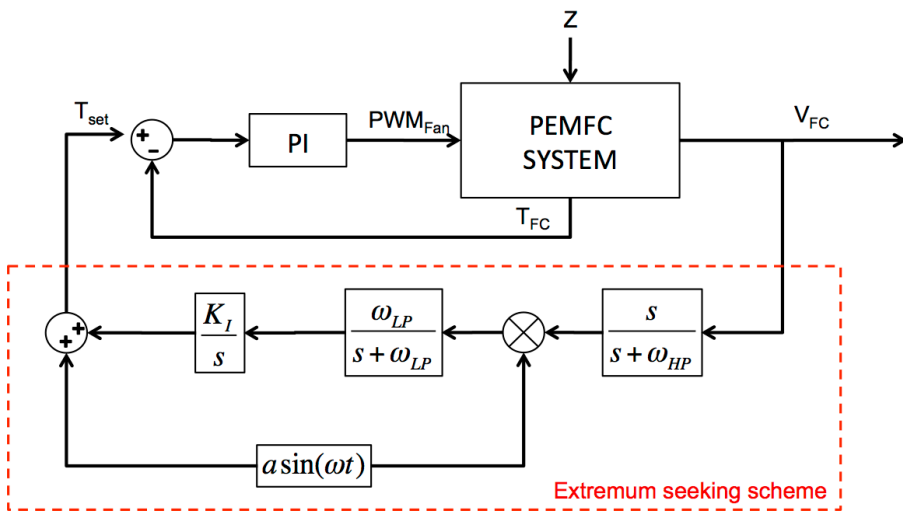 Z
T_set
+
-
PI
PWM_Fan
PEMFC
SYSTEM
V_FC
T_FC
+
+
K_I
s
ω_LP
s + ω_LP
s
s + ω_HP
a sin(ωt)
Extremum seeking scheme